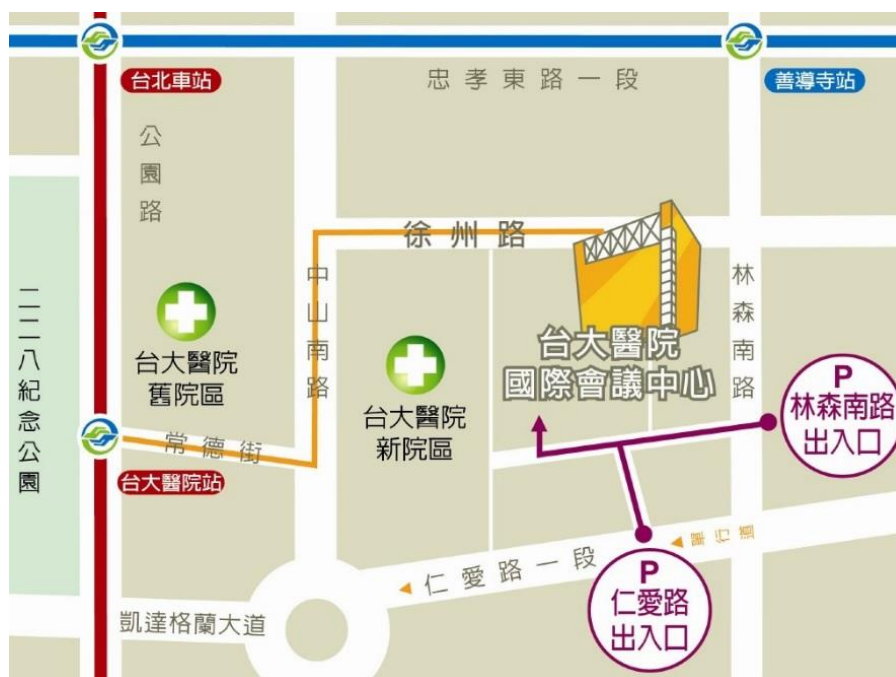 台北車站
忠孝東路一段
善導寺站
公園路
徐州路
中山南路
林森南路
二二八紀念公園
台大醫院
舊院區
台大醫院
新院區
台大醫院
國際會議中心
P
林森南路
出入口
常德街
台大醫院站
單行道
仁愛路一段
P
仁愛路
出入口
凱達格蘭大道